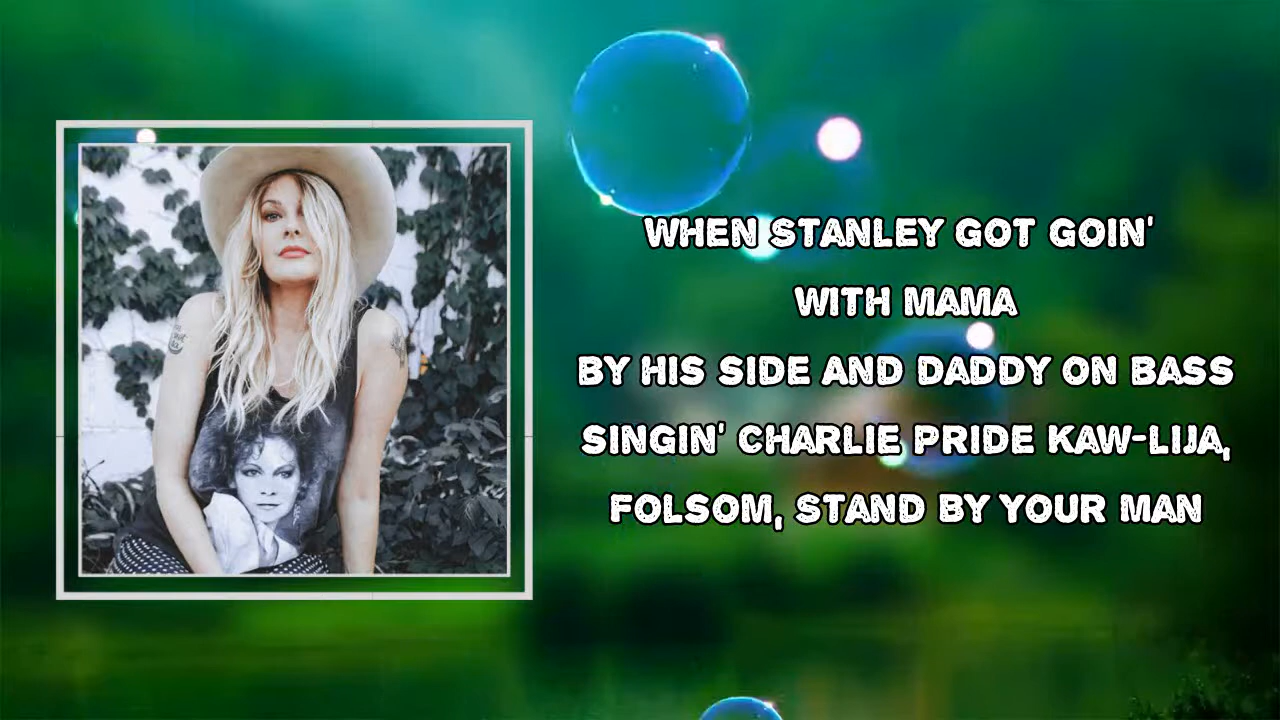 WHEN STANLEY GOT GOIN'
WITH MAMA
BY HIS SIDE AND DADDY ON BASS
SINGIN' CHARLIE PRIDE KAW-LIJA,
FOLSOM, STAND BY YOUR MAN